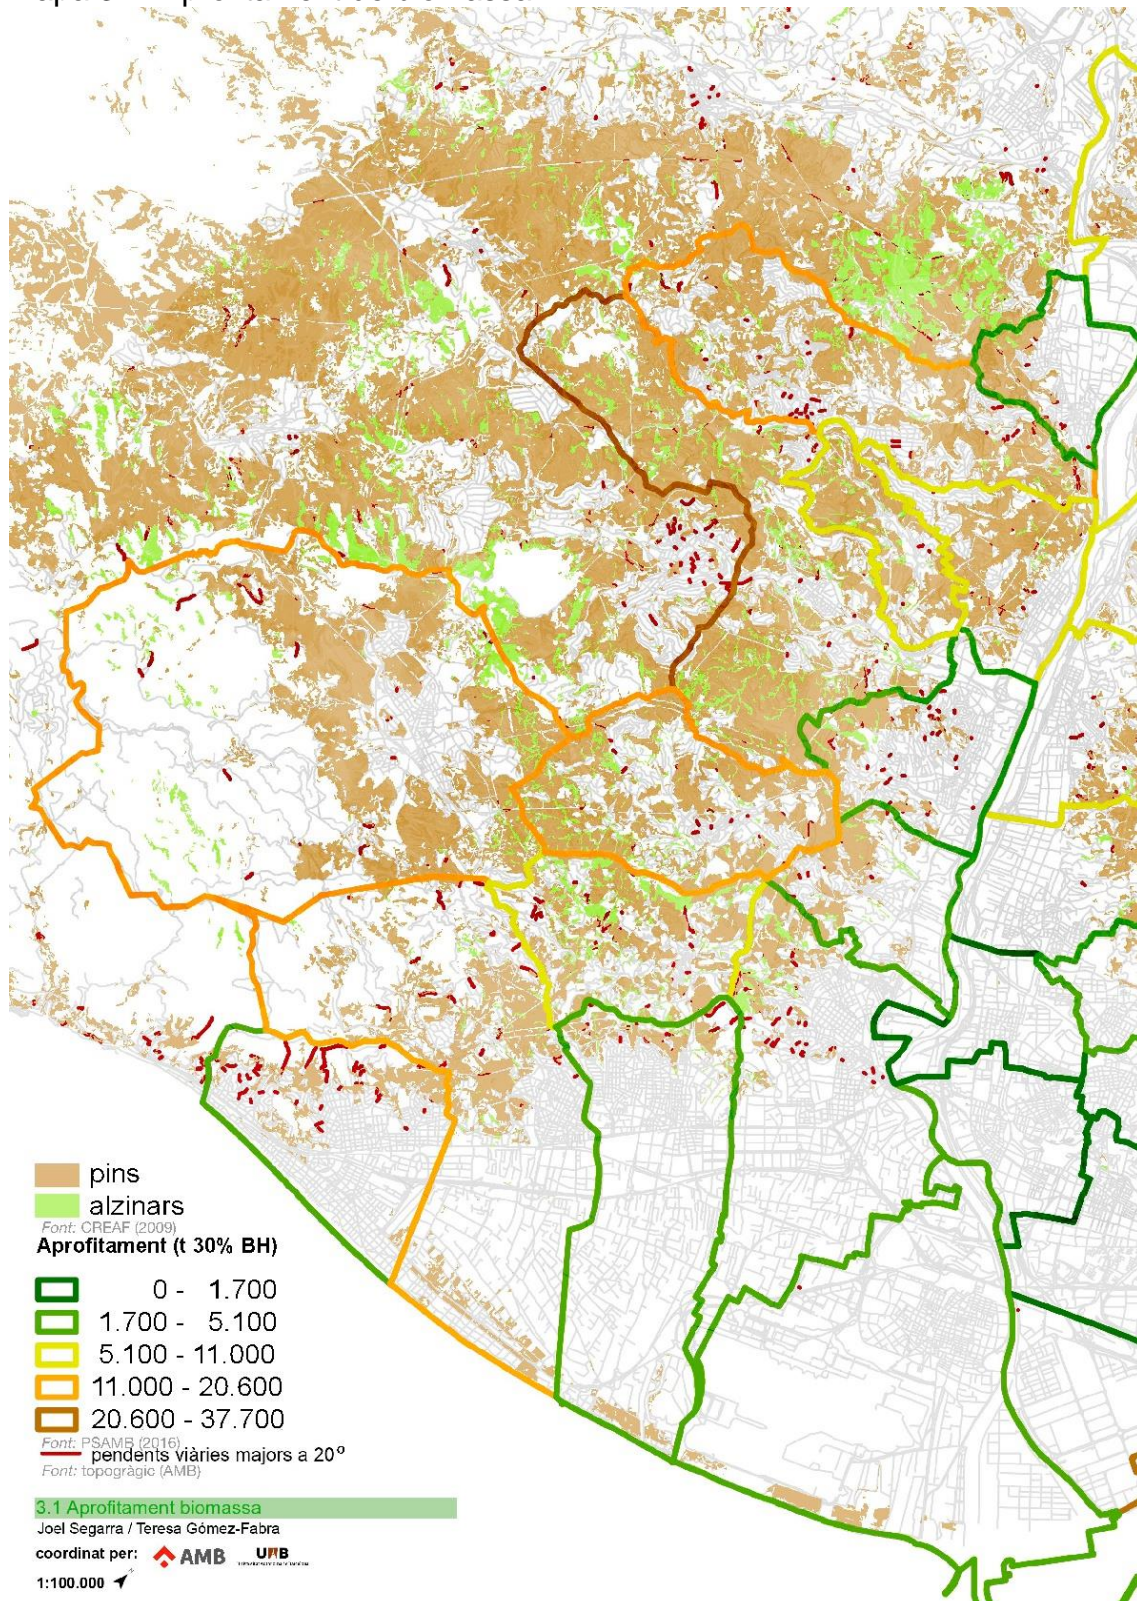 pins
alzinars
Font: CREAF (2009)
Aprofitament (t 30% BH)
0 - 1.700
1.700 - 5.100
5.100 - 11.000
11.000 - 20.600
20.600 - 37.700
Font: PSAMB (2016)
pendents viàries majors a 20º
Font: topogràgic (AMB)
3.1 Aprofitament biomassa
Joel Segarra / Teresa Gómez-Fabra
coordinat per: AMB UAB
1:100.000